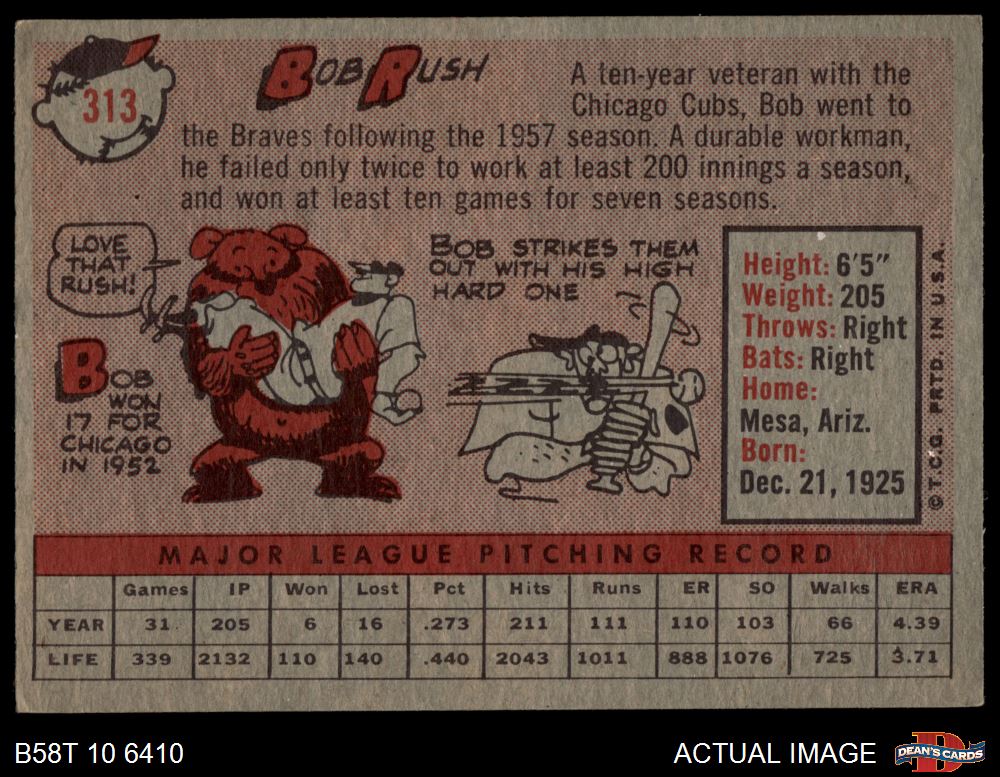 313
BOB RUSH
A ten-year veteran with the
Chicago Cubs, Bob went to
the Braves following the 1957 season. A durable workman,
he failed only twice to work at least 200 innings a season,
and won at least ten games for seven seasons.
LOVE
THAT
RUSH!
BOB
WON
17 FOR
CHICAGO
IN 1952
BOB STRIKES THEM
OUT WITH HIS HIGH
HARD ONE
ZZZ
Height: 6'5"
Weight: 205
Throws: Right
Bats: Right
Home:
Mesa, Ariz.
Born:
Dec. 21, 1925
© T.C.G. PRTD. IN U.S.A.
MAJOR LEAGUE PITCHING RECORD
Games IP Won Lost Pct Hits Runs ER SO Walks ERA
YEAR 31 205 6 16 .273 211 111 110 103 66 4.39
LIFE 339 2132 110 140 .440 2043 1011 888 1076 725 3.71
B58T 10 6410
ACTUAL IMAGE
D
DEAN'S CARDS